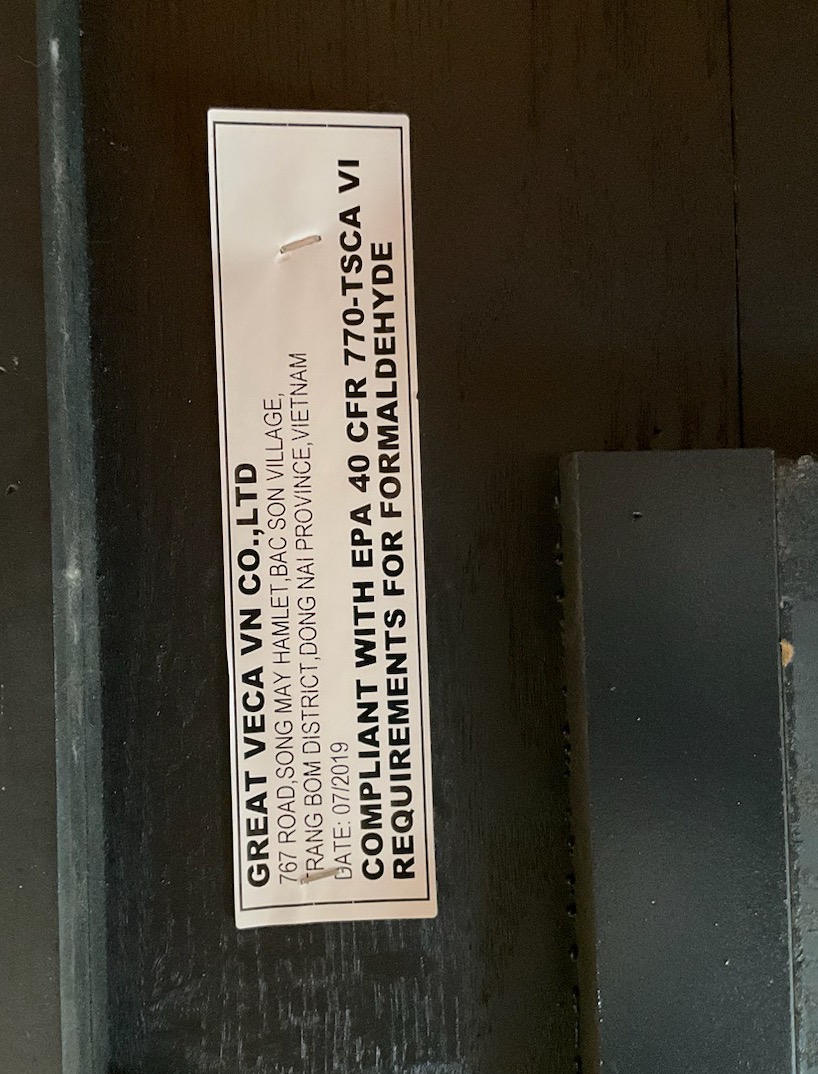 GREAT VECA VN CO.,LTD
767 ROAD,SONG MAY HAMLET,BAC SON VILLAGE,
TRANG BOM DISTRICT,DONG NAI PROVINCE,VIETNAM
DATE: 07/2019
COMPLIANT WITH EPA 40 CFR 770-TSCA VI
REQUIREMENTS FOR FORMALDEHYDE